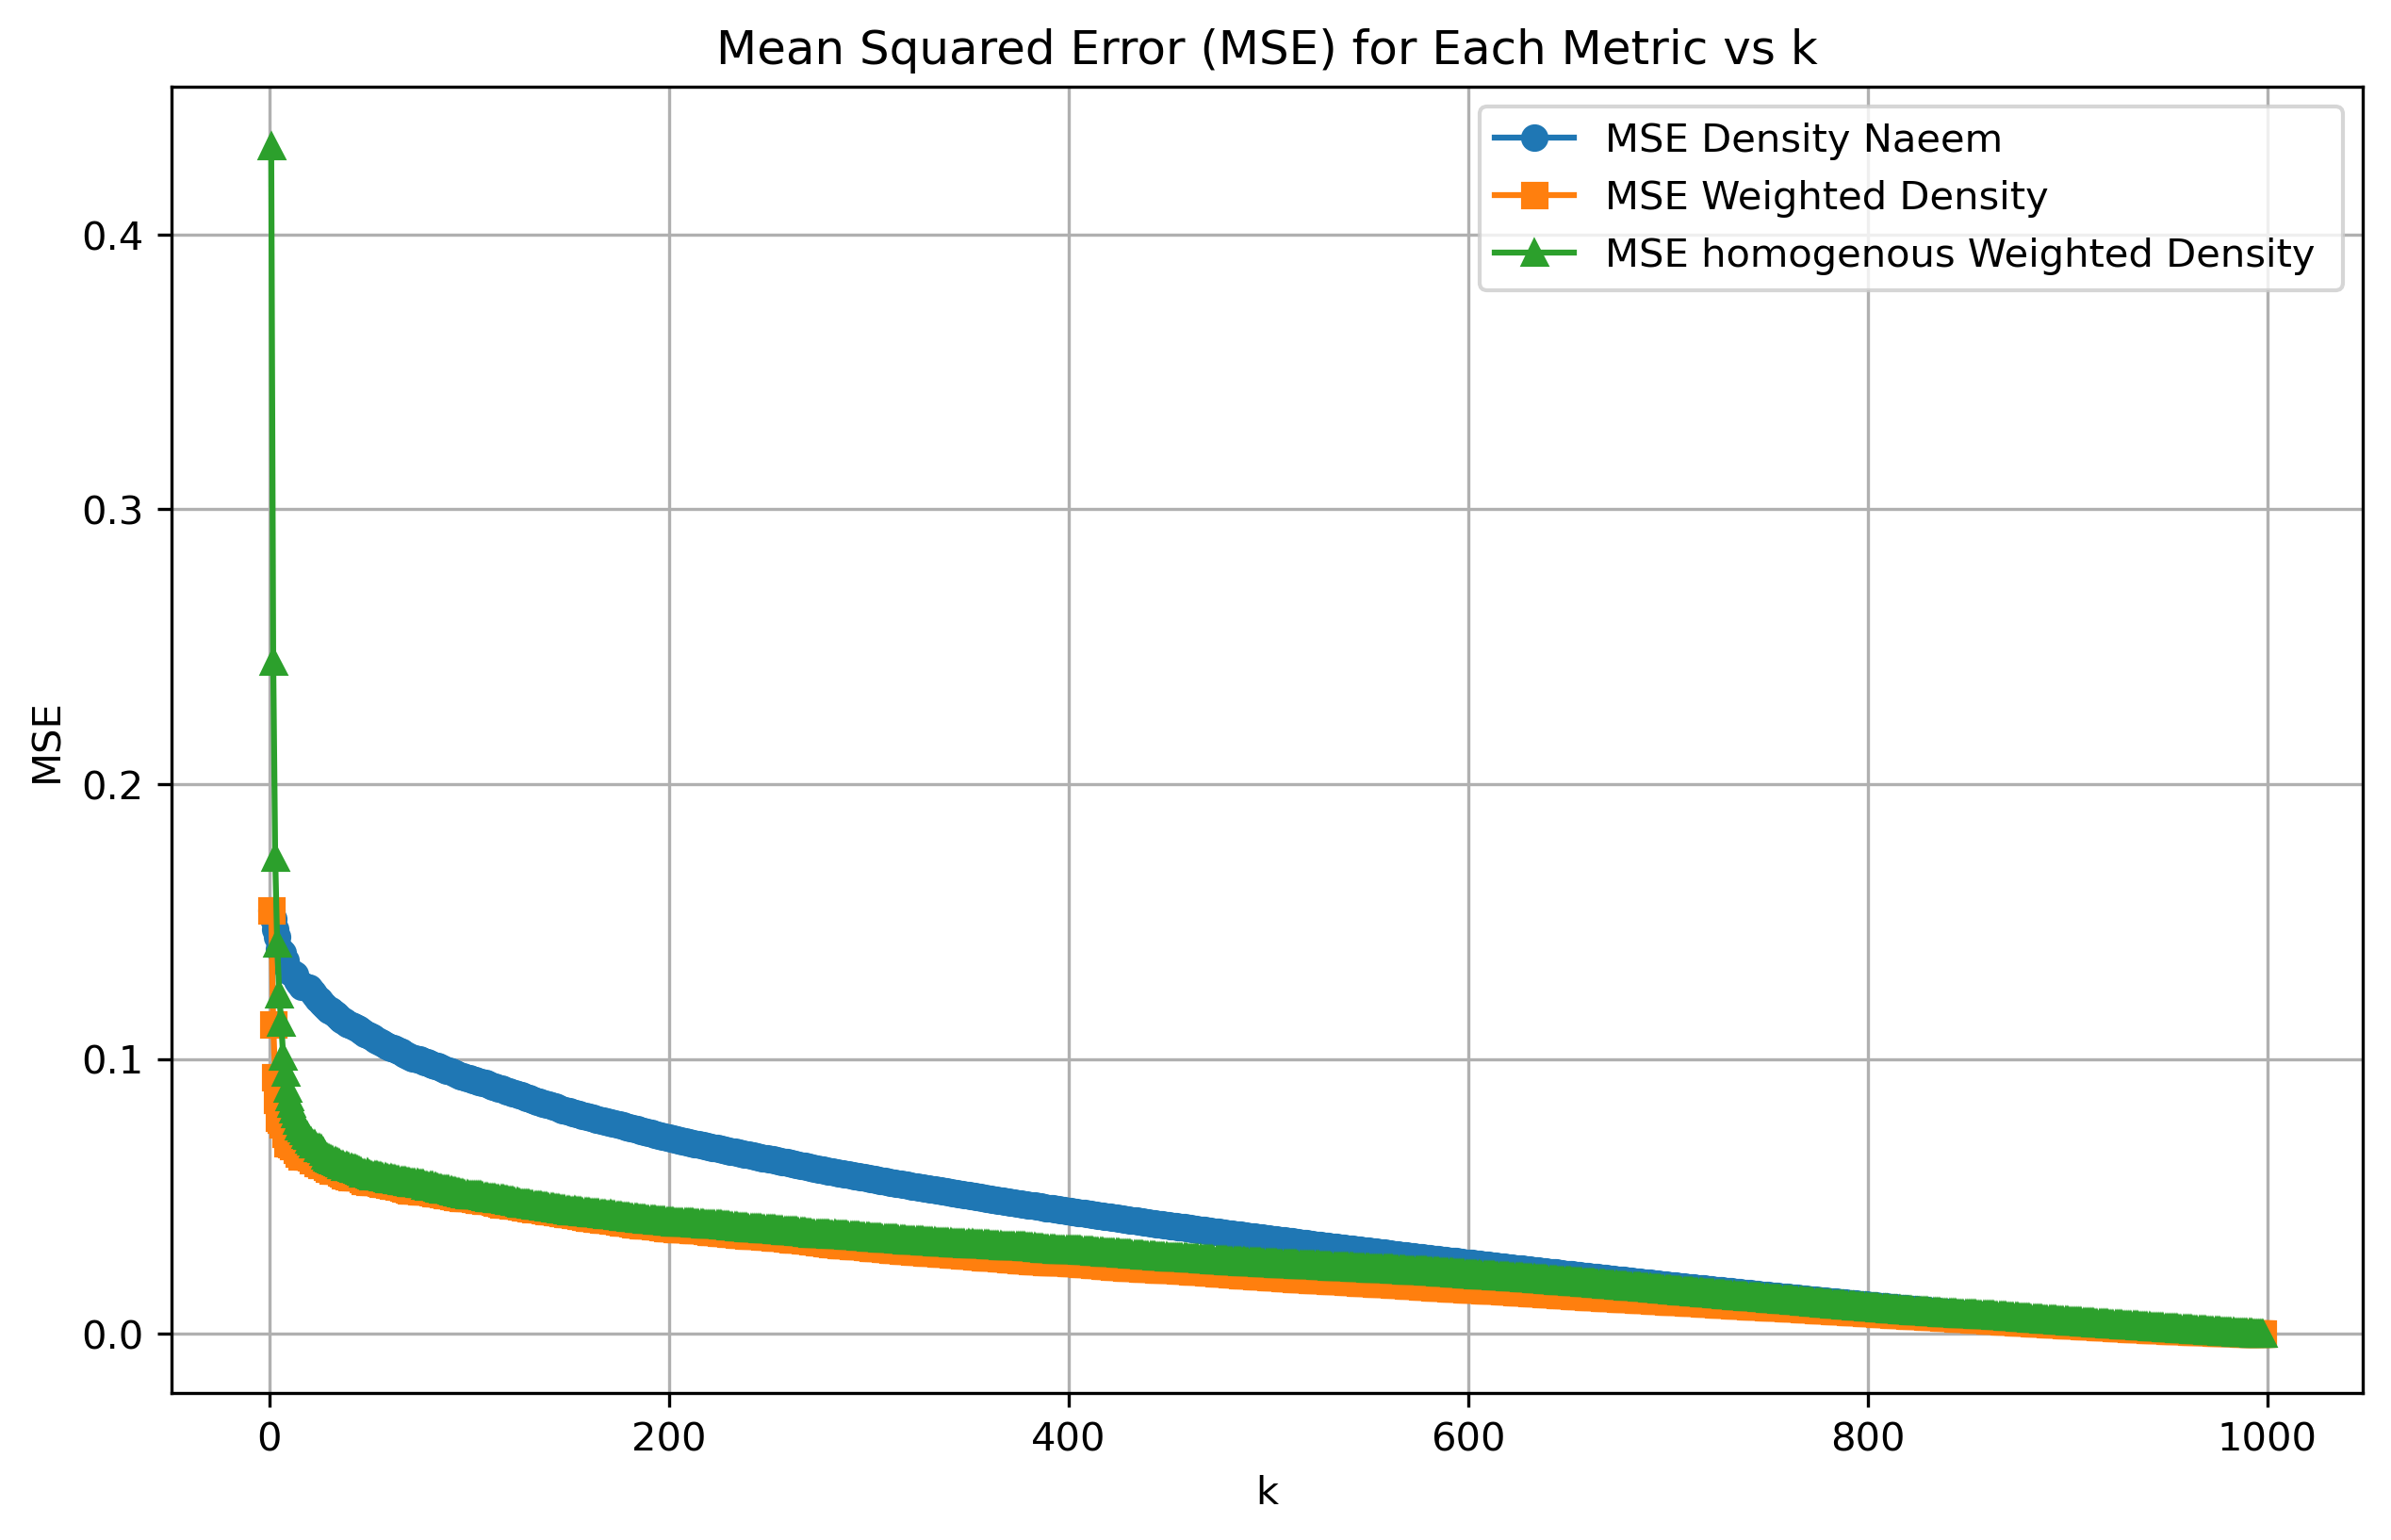 Mean Squared Error (MSE) for Each Metric vs k
MSE Density Naeem
MSE Weighted Density
MSE homogenous Weighted Density
0.4
0.3
0.2
0.1
0.0
MSE
0 200 400 600 800 1000
k